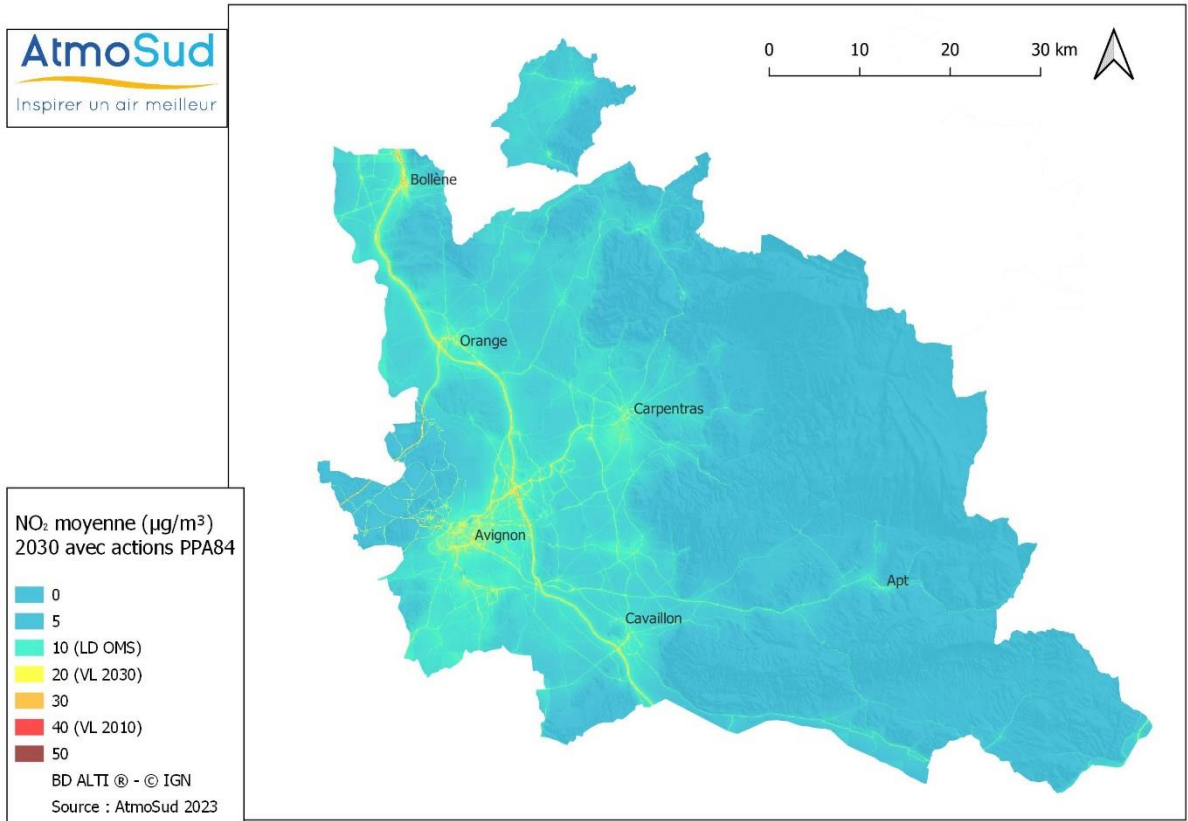 AtmoSud
Inspirer un air meilleur
0 10 20 30 km
Bollène
Orange
Carpentras
Avignon
Apt
Cavaillon
NO₂ moyenne (µg/m³)
2030 avec actions PPA84
0
5
10 (LD OMS)
20 (VL 2030)
30
40 (VL 2010)
50
BD ALTI ® - © IGN
Source : AtmoSud 2023